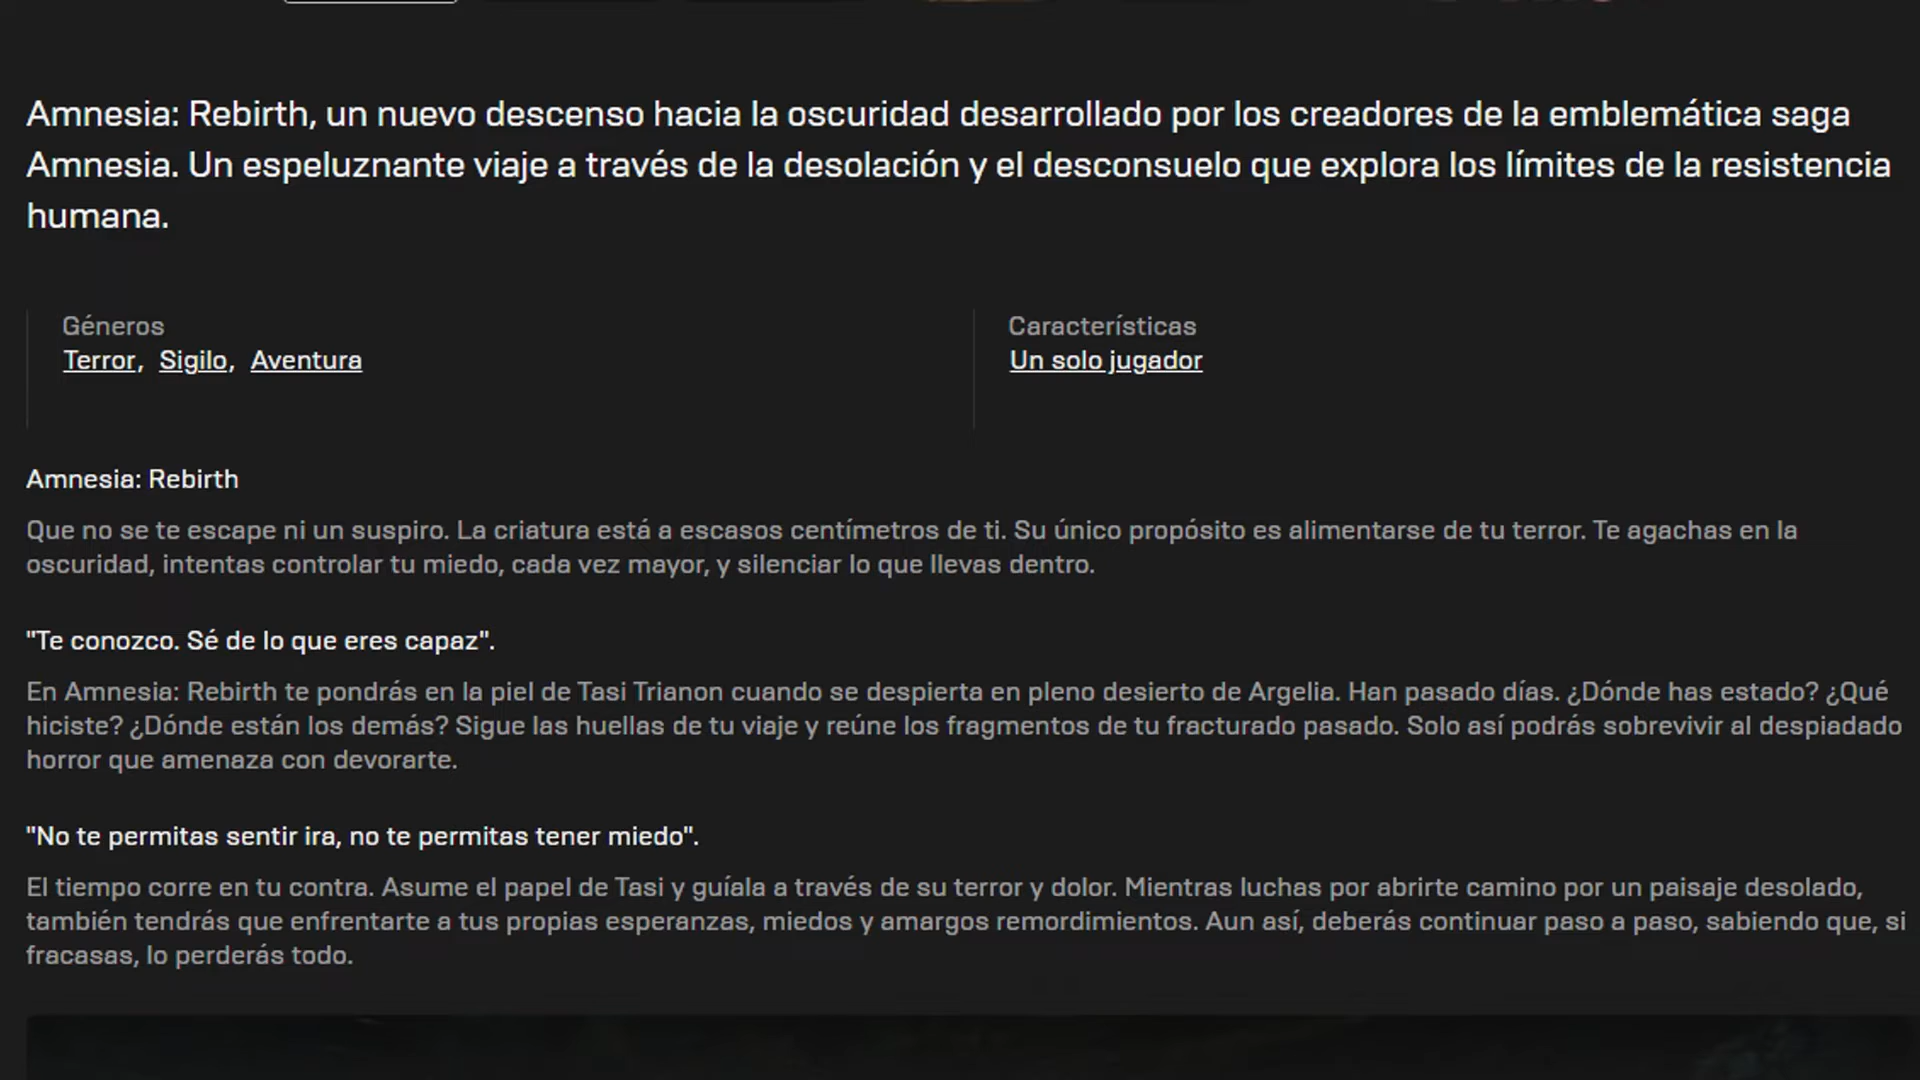 Amnesia: Rebirth, un nuevo descenso hacia la oscuridad desarrollado por los creadores de la emblemática saga
Amnesia. Un espeluznante viaje a través de la desolación y el desconsuelo que explora los límites de la resistencia
humana.
Géneros
Terror, Sigilo, Aventura
Características
Un solo jugador
Amnesia: Rebirth
Que no se te escape ni un suspiro. La criatura está a escasos centímetros de ti. Su único propósito es alimentarse de tu terror. Te agachas en la
oscuridad, intentas controlar tu miedo, cada vez mayor, y silenciar lo que llevas dentro.
"Te conozco. Sé de lo que eres capaz".
En Amnesia: Rebirth te pondrás en la piel de Tasi Trianon cuando se despierta en pleno desierto de Argelia. Han pasado días. ¿Dónde has estado? ¿Qué
hiciste? ¿Dónde están los demás? Sigue las huellas de tu viaje y reúne los fragmentos de tu fracturado pasado. Solo así podrás sobrevivir al despiadado
horror que amenaza con devorarte.
"No te permitas sentir ira, no te permitas tener miedo".
El tiempo corre en tu contra. Asume el papel de Tasi y guíala a través de su terror y dolor. Mientras luchas por abrirte camino por un paisaje desolado,
también tendrás que enfrentarte a tus propias esperanzas, miedos y amargos remordimientos. Aun así, deberás continuar paso a paso, sabiendo que, si
fracasas, lo perderás todo.